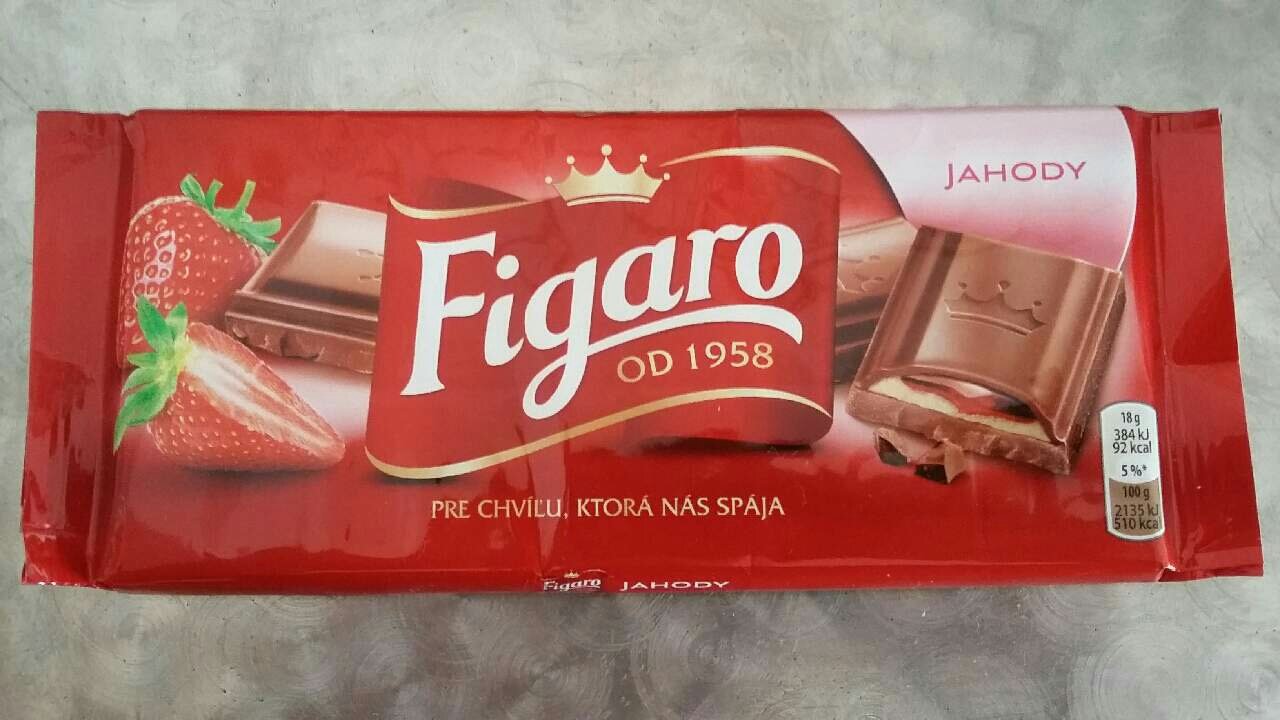 JAHODY
Figaro
OD 1958
PRE CHVÍĽU, KTORÁ NÁS SPÁJA
18 g
384 kJ
92 kcal
5 %*
100 g
2135 kJ
510 kcal
Figaro JAHODY